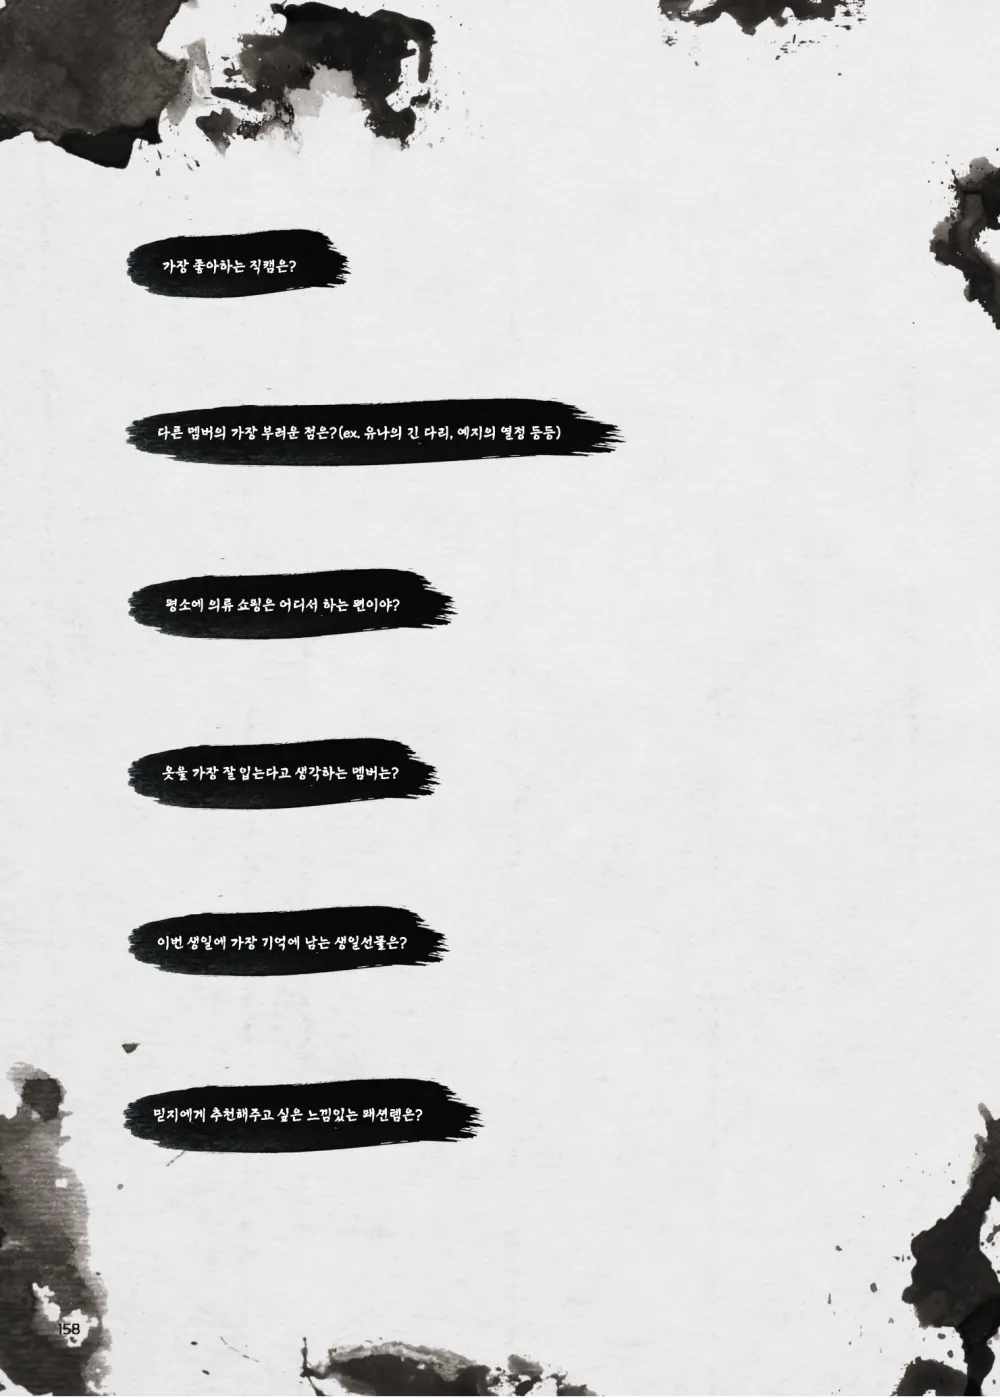 가장 좋아하는 직캠은?
다른 멤버의 가장 부러운 점은?(ex. 유나의 긴 다리, 예지의 열정 등등)
평소에 의류 쇼핑은 어디서 하는 편이야?
옷을 가장 잘 입는다고 생각하는 멤버는?
이번 생일에 가장 기억에 남는 생일선물은?
믿지에게 추천해주고 싶은 느낌있는 패션템은?
158